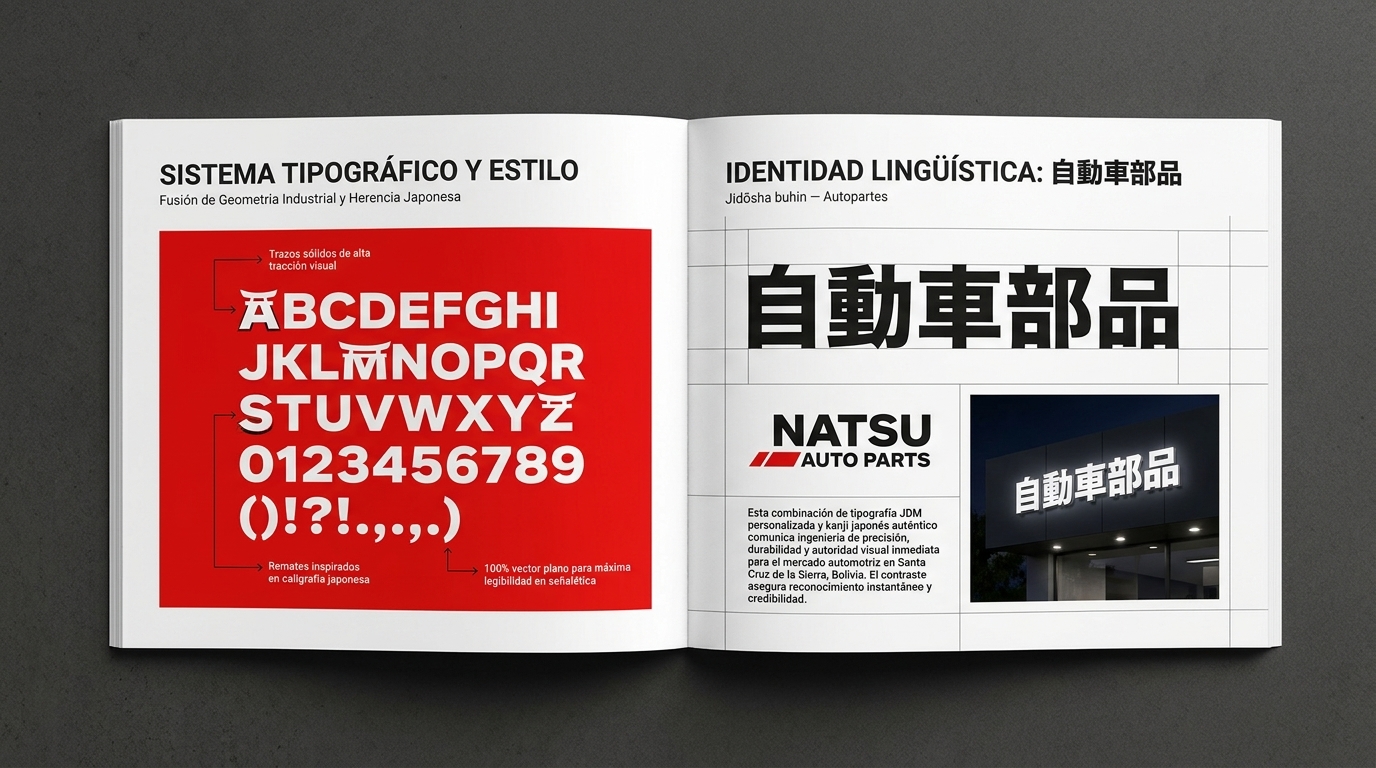 SISTEMA TIPOGRÁFICO Y ESTILO
Fusión de Geometria Industrial y Herencia Japonesa
Trazos sólidos de alta
tracción visual
ABCDEFGHI
JKLMNOPQR
STUVWXYZ
0123456789
()!?!.,.,.)
Remates inspirados
en caligrafia japonesa
100% vector plano para máxima
legibilidad en señalética
IDENTIDAD LINGÜÍSTICA: 自動車部品
Jidōsha buhin — Autopartes
自動車部品
NATSU
AUTO PARTS
Esta combinación de tipografía JDM
personalizada y kanji japonés auténtico
comunica ingeniería de precisión,
durabilidad y autoridad visual inmediata
para el mercado automotriz en Santa
Cruz de la Sierra, Bolivia. El contraste
asegura reconocimiento instantánee y
credibilidad.
自動車部品